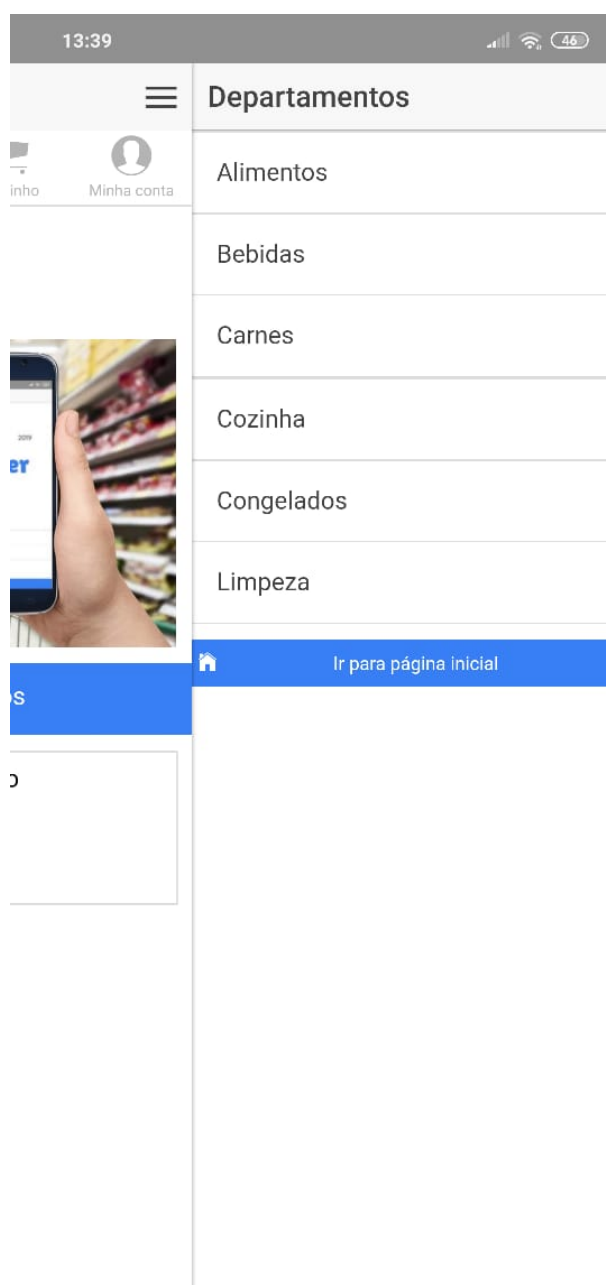 13:39
46
Departamentos
inho
Minha conta
Alimentos
Bebidas
Carnes
2019
er
Cozinha
Congelados
Limpeza
Ir para página inicial
os
o